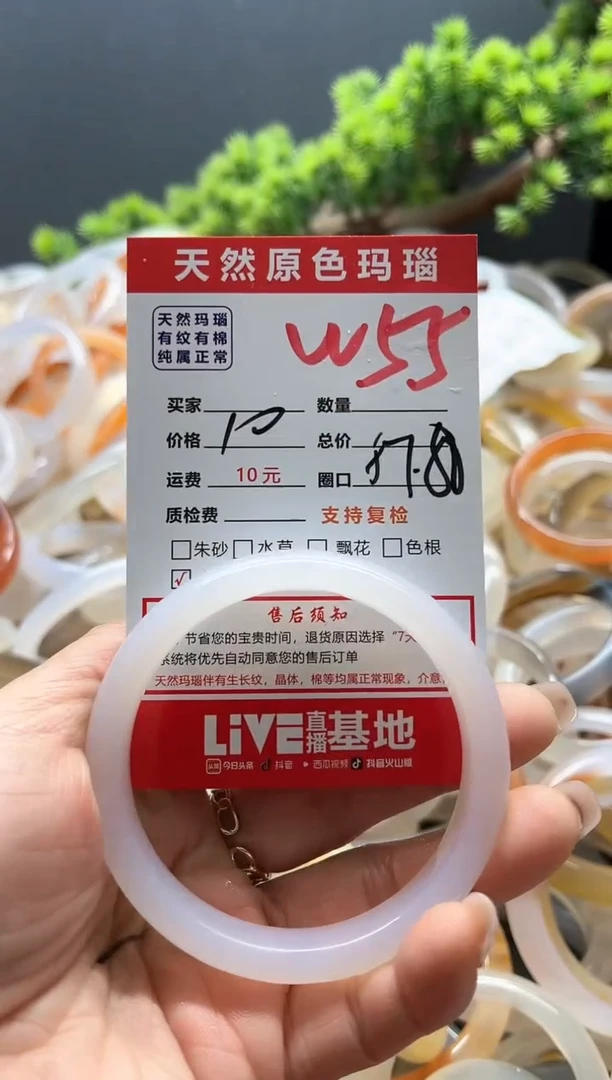 天然原色玛瑙
天然玛瑙
有纹有棉
纯属正常
W55
买家 数量
价格 10 总价
运费 10元 圈口
质检费 支持复检
朱砂 水草 飘花 色根
√
售后须知
节省您的宝贵时间，退货原因选择“7天
系统将优先自动同意您的售后订单
天然玛瑙伴有生长纹，晶体，棉等均属正常现象，介意
LiVE直播基地
头条 今日头条 抖音 西瓜视频 抖音火山版